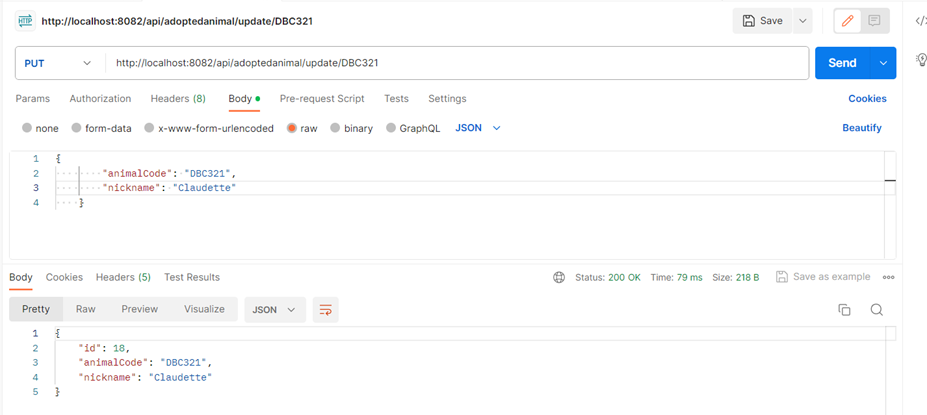 HTTP http://localhost:8082/api/adoptedanimal/update/DBC321 Save
PUT http://localhost:8082/api/adoptedanimal/update/DBC321 Send
Params Authorization Headers (8) Body Pre-request Script Tests Settings Cookies
none form-data x-www-form-urlencoded raw binary GraphQL JSON Beautify
1 {
2 "animalCode": "DBC321",
3 "nickname": "Claudette"
4 }
Body Cookies Headers (5) Test Results Status: 200 OK Time: 79 ms Size: 218 B Save as example
Pretty Raw Preview Visualize JSON
1 {
2 "id": 18,
3 "animalCode": "DBC321",
4 "nickname": "Claudette"
5 }